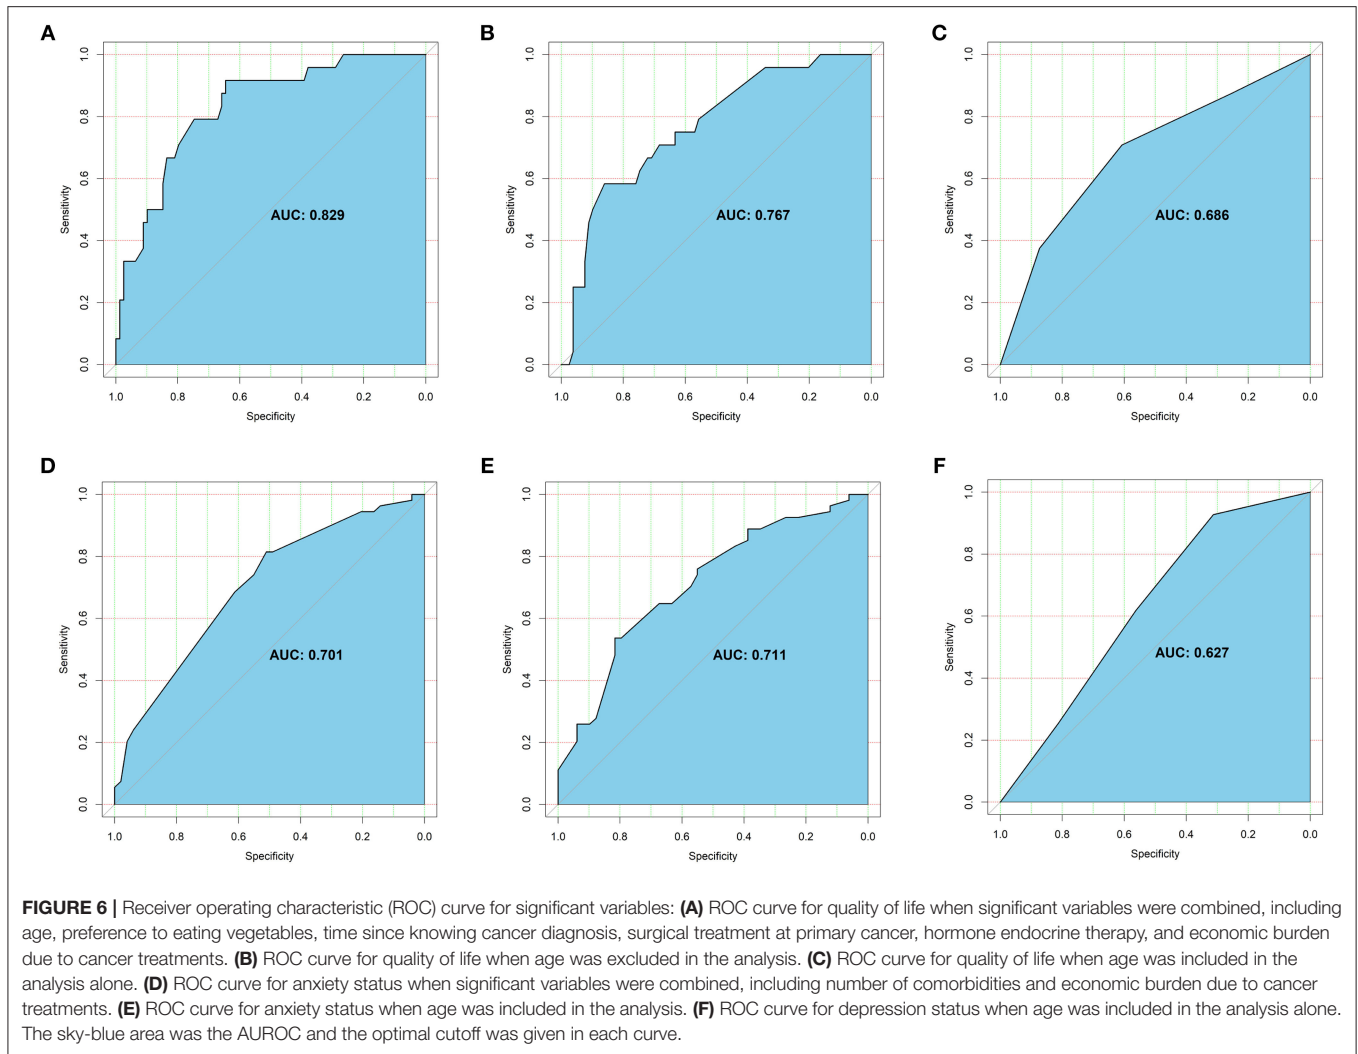 A
B
C
1.0
0.8
0.6
0.4
0.2
0.0
Sensitivity
AUC: 0.829
1.0
0.8
0.6
0.4
0.2
0.0
Specificity
1.0
0.8
0.6
0.4
0.2
0.0
Sensitivity
AUC: 0.767
1.0
0.8
0.6
0.4
0.2
0.0
Specificity
1.0
0.8
0.6
0.4
0.2
0.0
Sensitivity
AUC: 0.686
1.0
0.8
0.6
0.4
0.2
0.0
Specificity
D
E
F
1.0
0.8
0.6
0.4
0.2
0.0
Sensitivity
AUC: 0.701
1.0
0.8
0.6
0.4
0.2
0.0
Specificity
1.0
0.8
0.6
0.4
0.2
0.0
Sensitivity
AUC: 0.711
1.0
0.8
0.6
0.4
0.2
0.0
Specificity
1.0
0.8
0.6
0.4
0.2
0.0
Sensitivity
AUC: 0.627
1.0
0.8
0.6
0.4
0.2
0.0
Specificity
FIGURE 6 | Receiver operating characteristic (ROC) curve for significant variables: (A) ROC curve for quality of life when significant variables were combined, including
age, preference to eating vegetables, time since knowing cancer diagnosis, surgical treatment at primary cancer, hormone endocrine therapy, and economic burden
due to cancer treatments. (B) ROC curve for quality of life when age was excluded in the analysis. (C) ROC curve for quality of life when age was included in the
analysis alone. (D) ROC curve for anxiety status when significant variables were combined, including number of comorbidities and economic burden due to cancer
treatments. (E) ROC curve for anxiety status when age was included in the analysis. (F) ROC curve for depression status when age was included in the analysis alone.
The sky-blue area was the AUROC and the optimal cutoff was given in each curve.